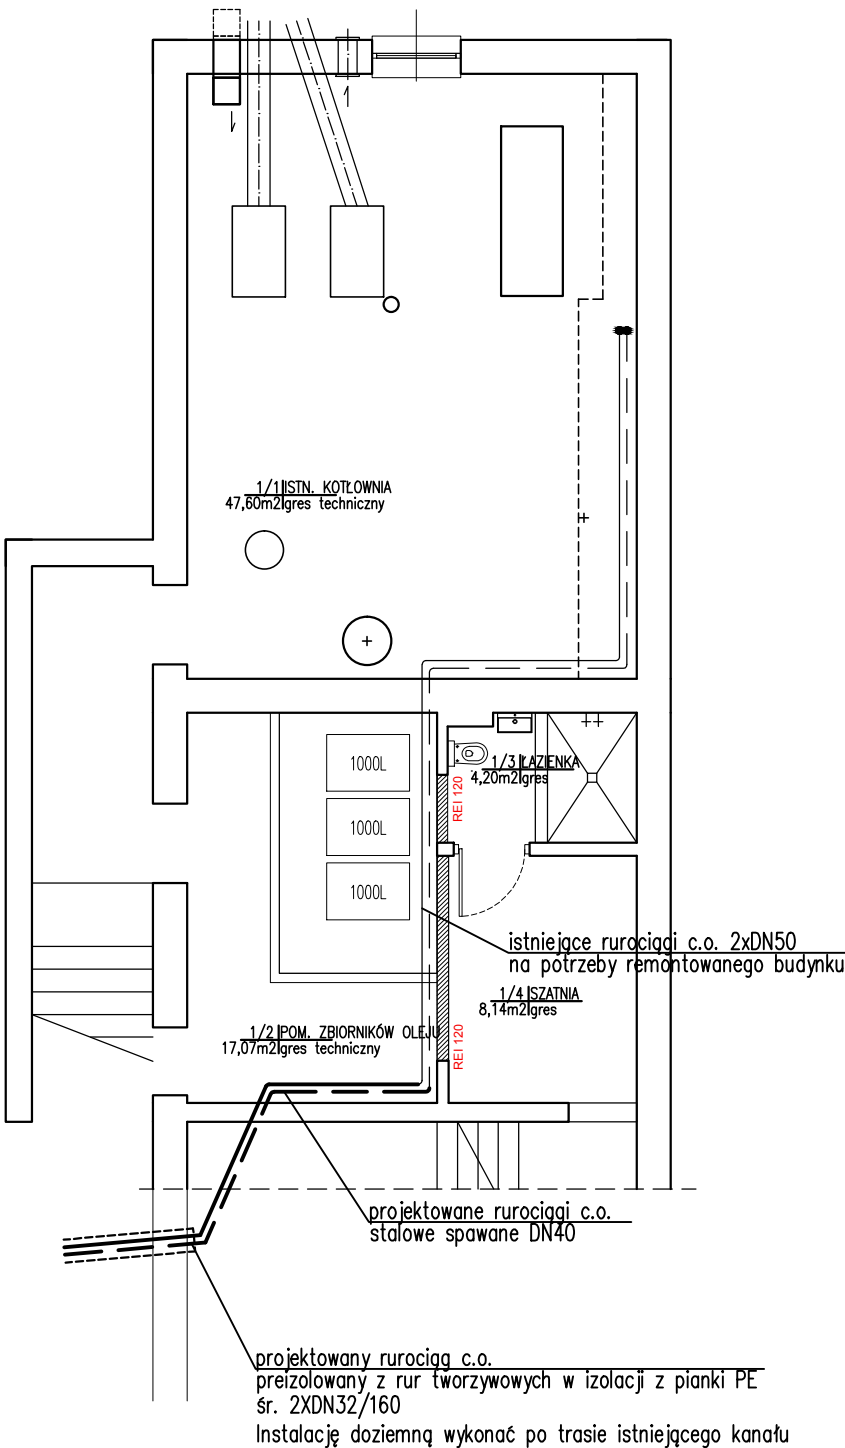 1/1 ISTN. KOTŁOWNIA
47,60m2 gres techniczny
1000L
1000L
1000L
1/3 ŁAZIENKA
4,20m2 gres
REI 120
istniejące rurociągi c.o. 2xDN50
na potrzeby remontowanego budynku
1/4 SZATNIA
8,14m2 gres
1/2 POM. ZBIORNIKÓW OLEJU
17,07m2 gres techniczny
REI 120
projektowane rurociągi c.o.
stalowe spawane DN40
projektowany rurociąg c.o.
preizolowany z rur tworzywowych w izolacji z pianki PE
śr. 2XDN32/160
Instalację doziemną wykonać po trasie istniejącego kanału